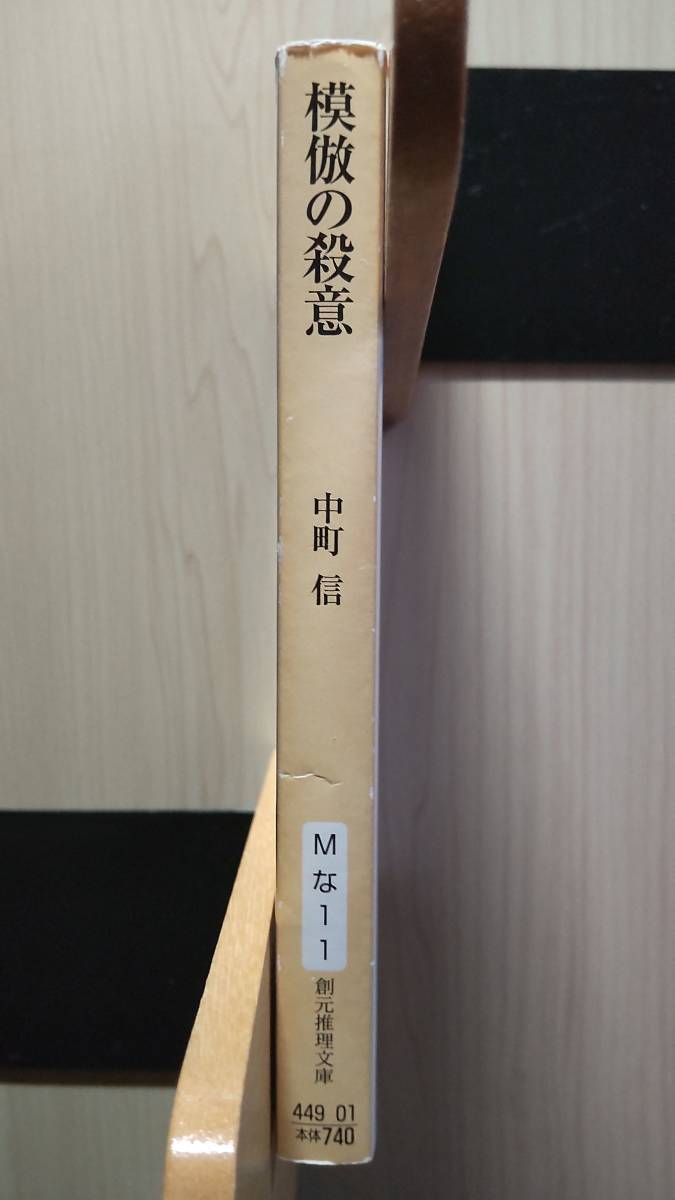 模倣の殺意
中町 信
Mな11
創元推理文庫
449 01
本体740